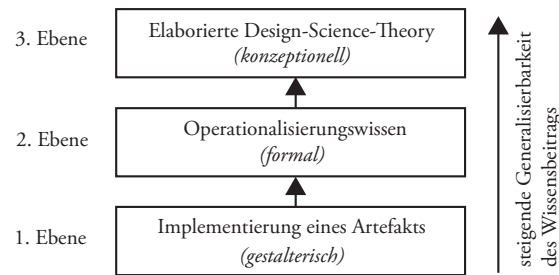 3. Ebene
Elaborierte Design-Science-Theory
(konzeptionell)
2. Ebene
Operationalisierungswissen
(formal)
1. Ebene
Implementierung eines Artefakts
(gestalterisch)
steigende Generalisierbarkeit
des Wissensbeitrags